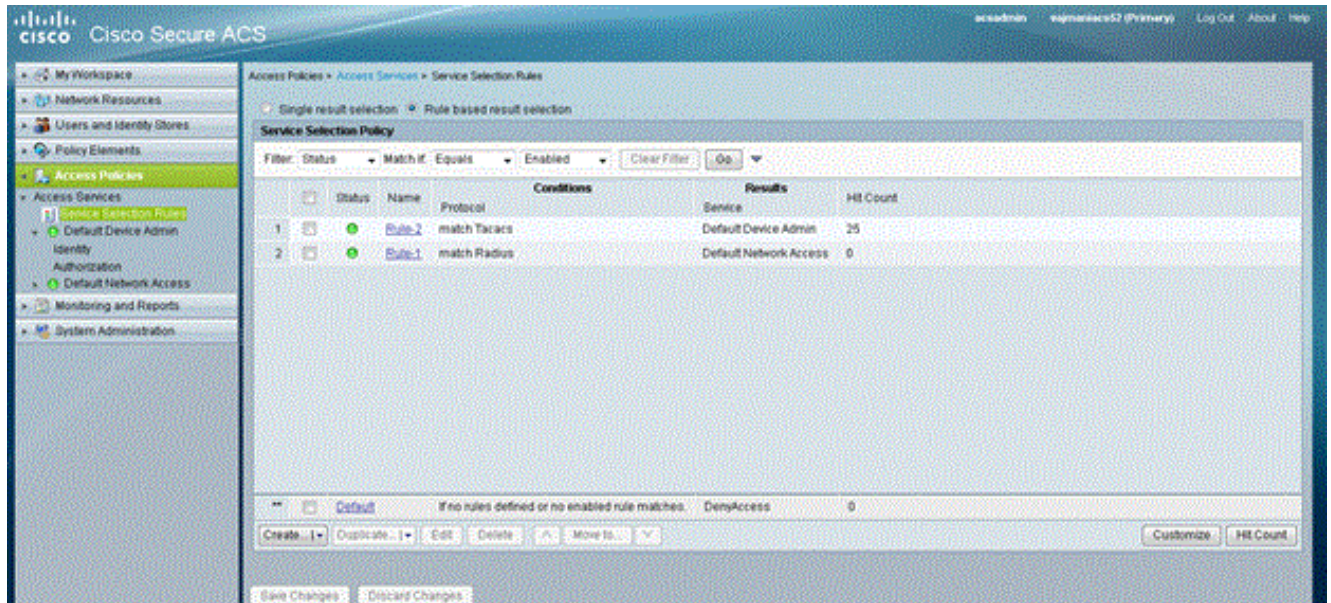 cisco Cisco Secure ACS
acsadmin (Primary) Log Out About Help
My Workspace
Network Resources
Users and Identity Stores
Policy Elements
Access Policies
Access Services
Service Selection Rules
Default Device Admin
Identity
Authorization
Default Network Access
Monitoring and Reports
System Administration
Access Policies > Access Services > Service Selection Rules
Single result selection Rule based result selection
Service Selection Policy
Filter: Status Match if: Equals Enabled Clear Filter Go
Conditions Results
Status Name Protocol Service Hit Count
1 Rule-2 match Tacacs Default Device Admin 25
2 Rule-1 match Radius Default Network Access 0
** Default If no rules defined or no enabled rule matches. DenyAccess 0
Create... Duplicate... Edit Delete Move to... Customize Hit Count
Save Changes Discard Changes